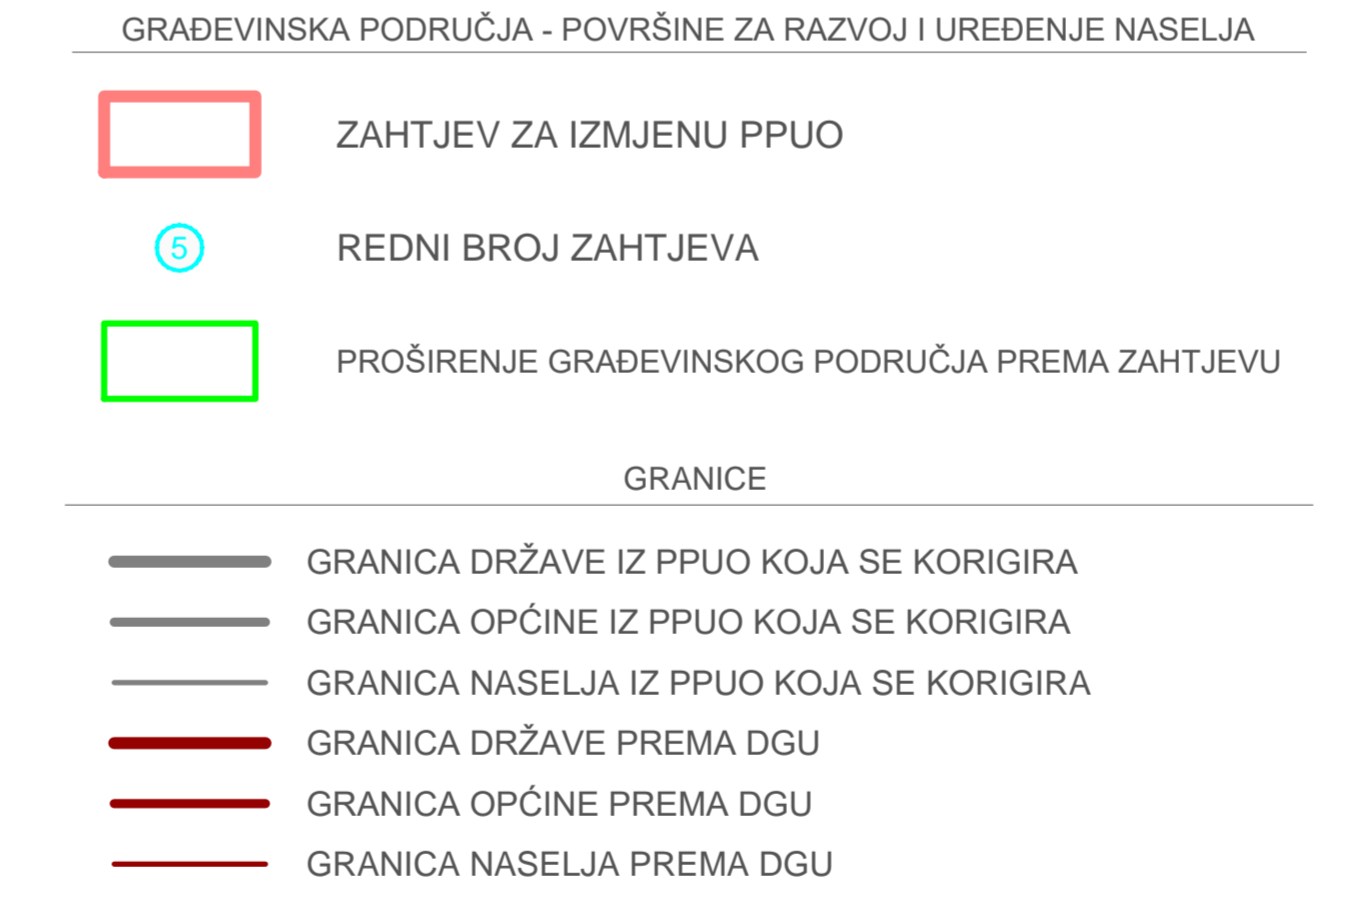 GRAĐEVINSKA PODRUČJA - POVRŠINE ZA RAZVOJ I UREĐENJE NASELJA
ZAHTJEV ZA IZMJENU PPUO
5 REDNI BROJ ZAHTJEVA
PROŠIRENJE GRAĐEVINSKOG PODRUČJA PREMA ZAHTJEVU
GRANICE
GRANICA DRŽAVE IZ PPUO KOJA SE KORIGIRA
GRANICA OPĆINE IZ PPUO KOJA SE KORIGIRA
GRANICA NASELJA IZ PPUO KOJA SE KORIGIRA
GRANICA DRŽAVE PREMA DGU
GRANICA OPĆINE PREMA DGU
GRANICA NASELJA PREMA DGU